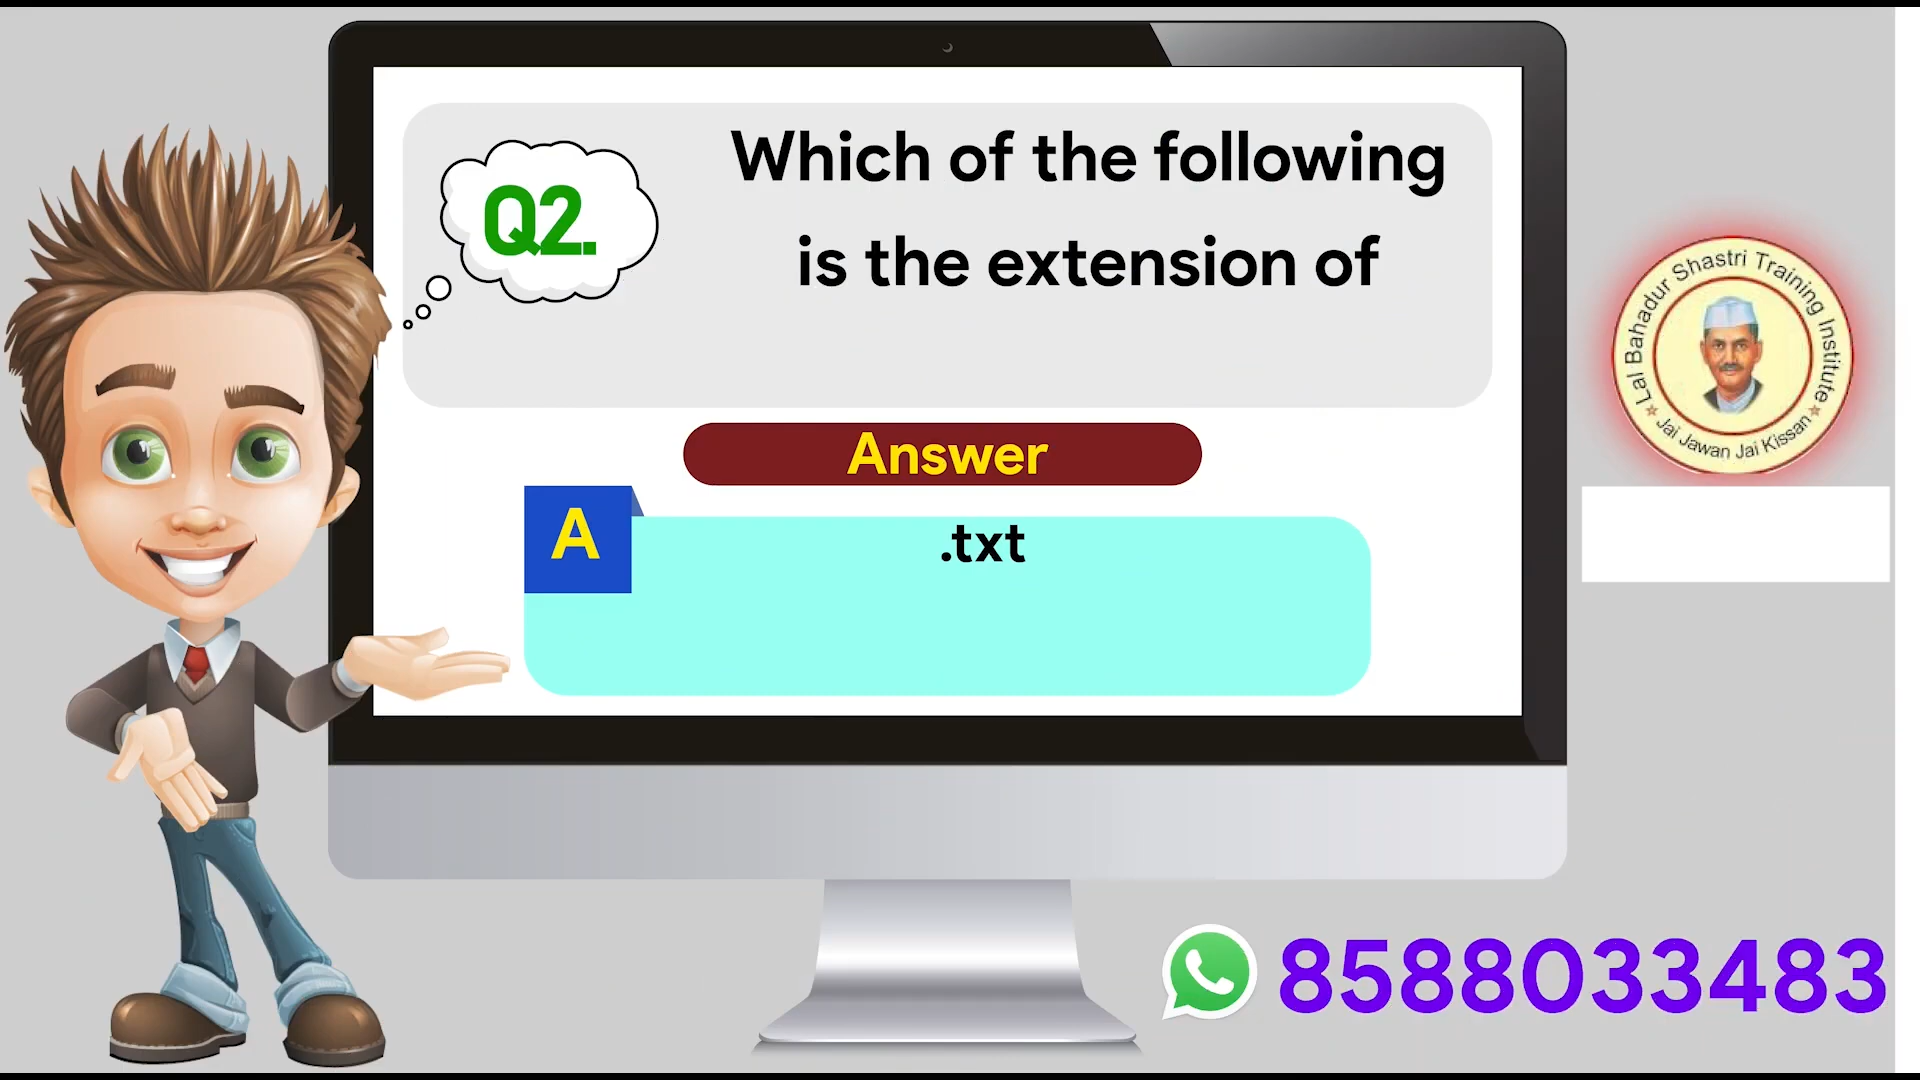 Q2.
Which of the following
is the extension of
Answer
A
.txt
Lal Bahadur Shastri Training Institute
Jai Jawan Jai Kissan
8588033483